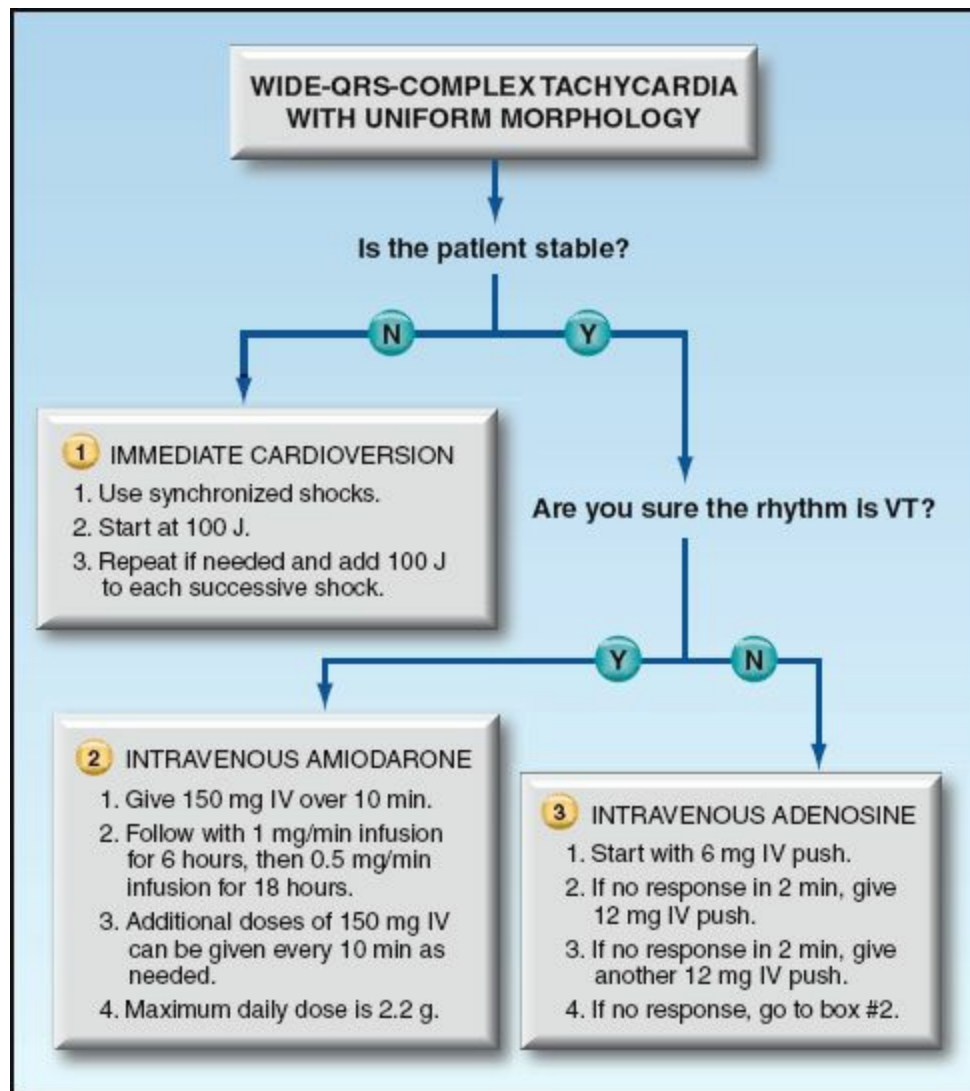 WIDE-QRS-COMPLEX TACHYCARDIA
WITH UNIFORM MORPHOLOGY
Is the patient stable?
N
Y
1 IMMEDIATE CARDIOVERSION
1. Use synchronized shocks.
2. Start at 100 J.
3. Repeat if needed and add 100 J
to each successive shock.
Are you sure the rhythm is VT?
Y
N
2 INTRAVENOUS AMIODARONE
1. Give 150 mg IV over 10 min.
2. Follow with 1 mg/min infusion
for 6 hours, then 0.5 mg/min
infusion for 18 hours.
3. Additional doses of 150 mg IV
can be given every 10 min as
needed.
4. Maximum daily dose is 2.2 g.
3 INTRAVENOUS ADENOSINE
1. Start with 6 mg IV push.
2. If no response in 2 min, give
12 mg IV push.
3. If no response in 2 min, give
another 12 mg IV push.
4. If no response, go to box #2.